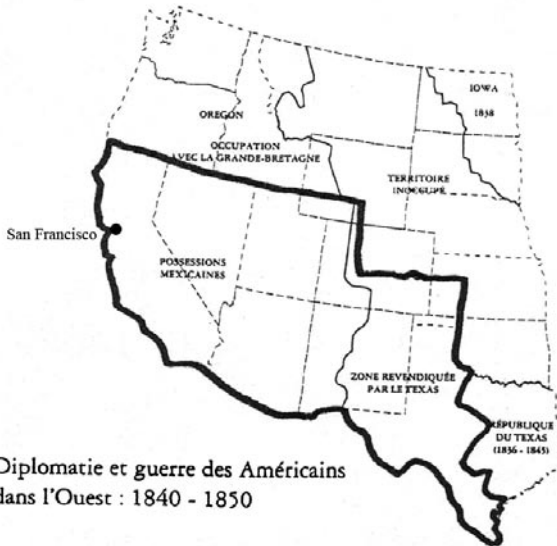 IOWA
1838
OREGON
OCCUPATION
AVEC LA GRANDE-BRETAGNE
TERRITOIRE
INOCCUPÉ
San Francisco
POSSESSIONS
MEXICAINES
ZONE REVENDIQUÉE
PAR LE TEXAS
RÉPUBLIQUE
DU TEXAS
(1836 - 1845)
Diplomatie et guerre des Américains
dans l'Ouest : 1840 - 1850